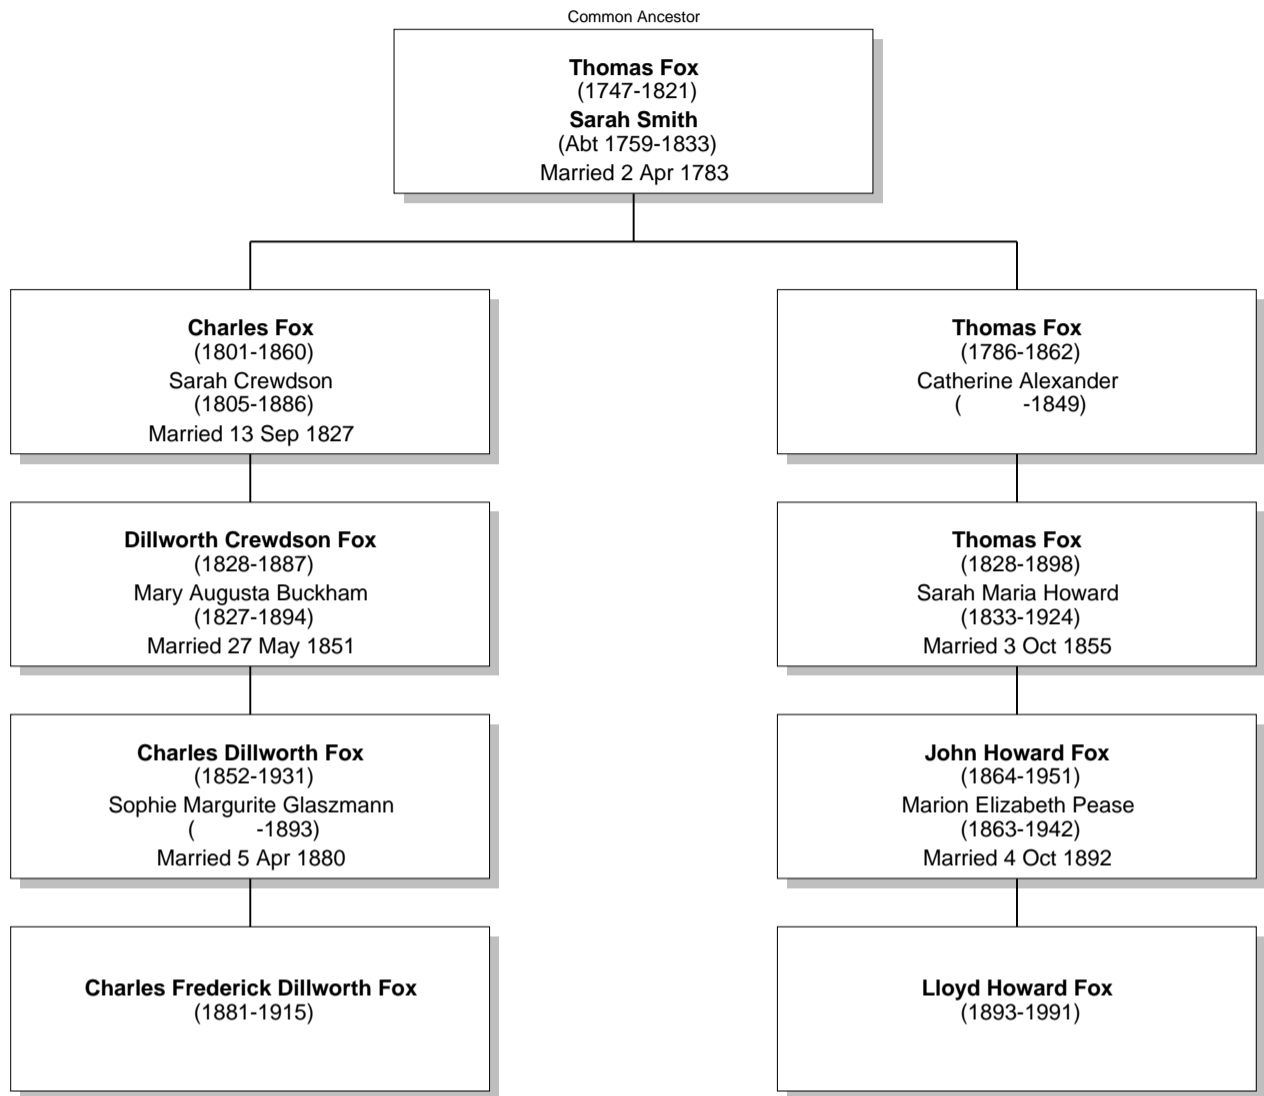 Common Ancestor
Thomas Fox
(1747-1821)
Sarah Smith
(Abt 1759-1833)
Married 2 Apr 1783
Charles Fox
(1801-1860)
Sarah Crewdson
(1805-1886)
Married 13 Sep 1827
Thomas Fox
(1786-1862)
Catherine Alexander
(          -1849)
Dillworth Crewdson Fox
(1828-1887)
Mary Augusta Buckham
(1827-1894)
Married 27 May 1851
Thomas Fox
(1828-1898)
Sarah Maria Howard
(1833-1924)
Married 3 Oct 1855
Charles Dillworth Fox
(1852-1931)
Sophie Margurite Glaszmann
(          -1893)
Married 5 Apr 1880
John Howard Fox
(1864-1951)
Marion Elizabeth Pease
(1863-1942)
Married 4 Oct 1892
Charles Frederick Dillworth Fox
(1881-1915)
Lloyd Howard Fox
(1893-1991)